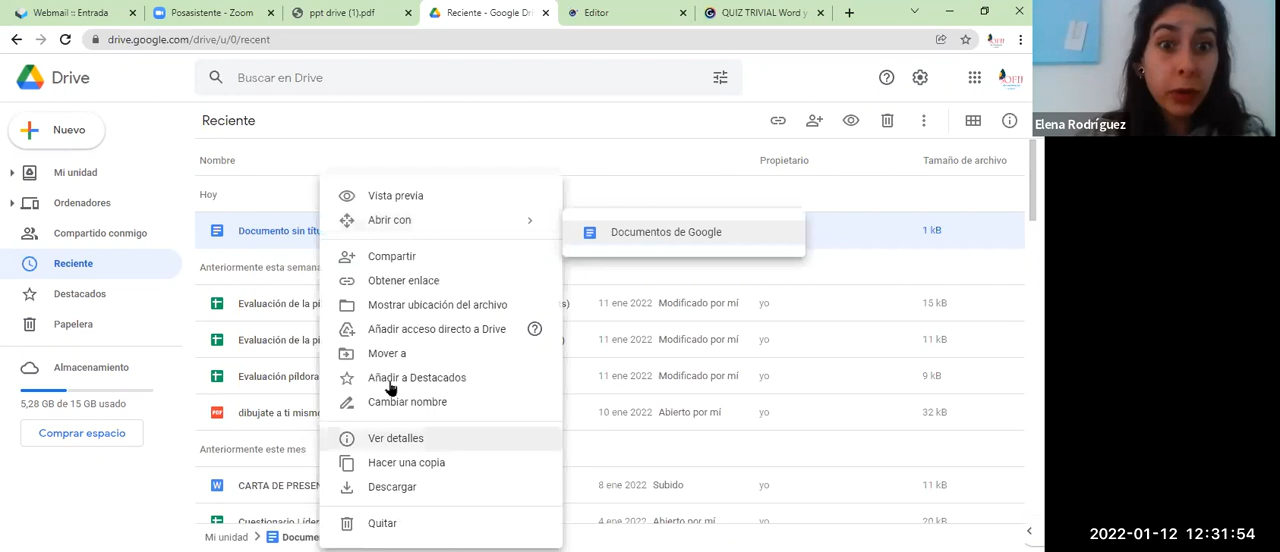 Webmail :: Entrada
Posasistente - Zoom
ppt drive (1).pdf
Reciente - Google Dri
Editor
QUIZ TRIVIAL Word y
drive.google.com/drive/u/0/recent
Drive
Buscar en Drive
Nuevo
Reciente
Elena Rodríguez
Mi unidad
Ordenadores
Compartido conmigo
Reciente
Destacados
Papelera
Almacenamiento
5,28 GB de 15 GB usado
Comprar espacio
Nombre
Propietario
Tamaño de archivo
Hoy
Documento sin títu
1 kB
Anteriormente esta semana
Evaluación de la pí
s)
11 ene 2022 Modificado por mí
yo
15 kB
Evaluación de la pí
)
11 ene 2022 Modificado por mí
yo
11 kB
Evaluación píldora
11 ene 2022 Modificado por mí
yo
9 kB
dibujate a ti mismo
10 ene 2022 Abierto por mí
yo
32 kB
Anteriormente este mes
CARTA DE PRESEN
8 ene 2022 Subido
yo
11 kB
Cuestionario Líder
4 ene 2022 Abierto por mí
yo
20 kB
Mi unidad
Docume
Vista previa
Abrir con
Documentos de Google
Compartir
Obtener enlace
Mostrar ubicación del archivo
Añadir acceso directo a Drive
Mover a
Añadir a Destacados
Cambiar nombre
Ver detalles
Hacer una copia
Descargar
Quitar
2022-01-12 12:31:54